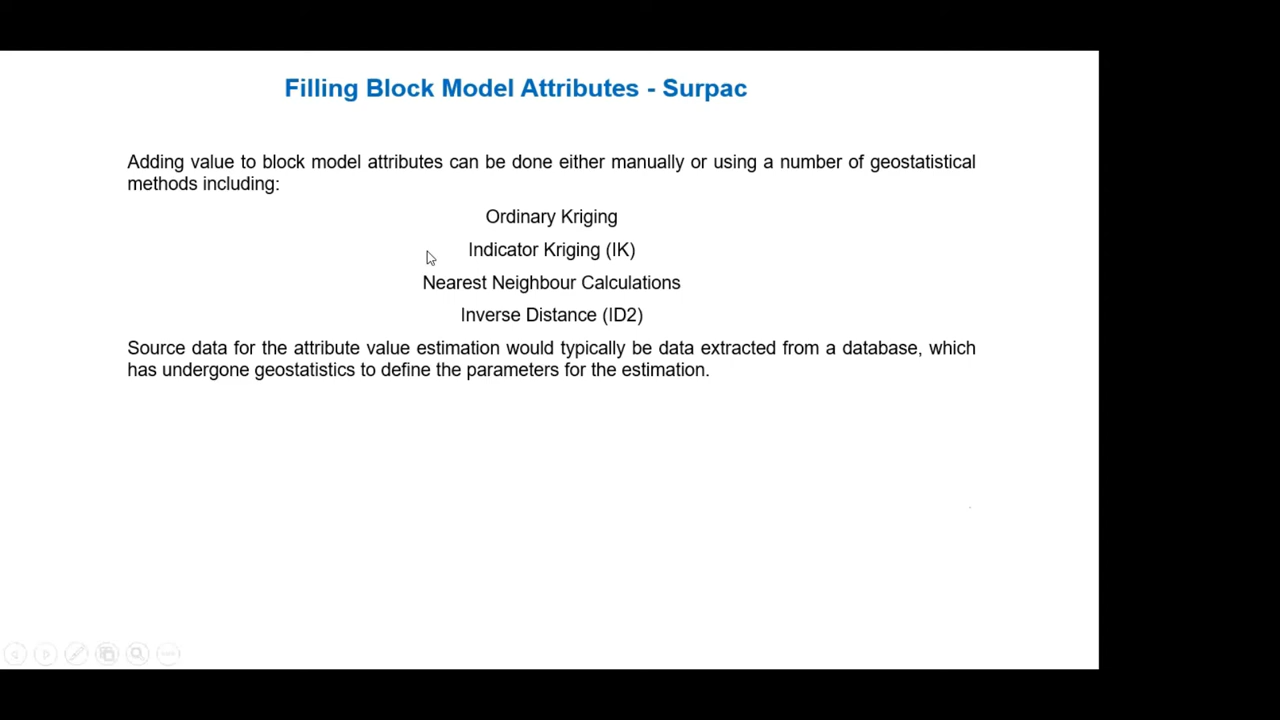 Filling Block Model Attributes - Surpac
Adding value to block model attributes can be done either manually or using a number of geostatistical
methods including:
Ordinary Kriging
Indicator Kriging (IK)
Nearest Neighbour Calculations
Inverse Distance (ID2)
Source data for the attribute value estimation would typically be data extracted from a database, which
has undergone geostatistics to define the parameters for the estimation.